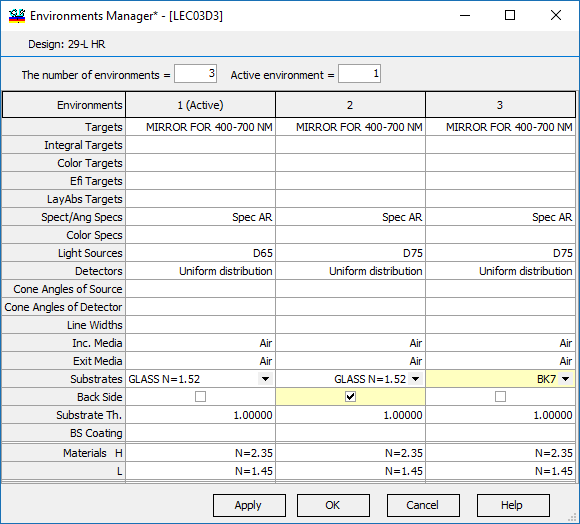 Environments Manager* - [LEC03D3]
Design: 29-L HR
The number of environments = 3 Active environment = 1
Environments 1 (Active) 2 3
Targets MIRROR FOR 400-700 NM MIRROR FOR 400-700 NM MIRROR FOR 400-700 NM
Integral Targets
Color Targets
Efi Targets
LayAbs Targets
Spect/Ang Specs Spec AR Spec AR Spec AR
Color Specs
Light Sources D65 D75 D75
Detectors Uniform distribution Uniform distribution Uniform distribution
Cone Angles of Source
Cone Angles of Detector
Line Widths
Inc. Media Air Air Air
Exit Media Air Air Air
Substrates GLASS N=1.52 GLASS N=1.52 BK7
Back Side
Substrate Th. 1.00000 1.00000 1.00000
BS Coating
Materials H N=2.35 N=2.35 N=2.35
L N=1.45 N=1.45 N=1.45
Apply OK Cancel Help